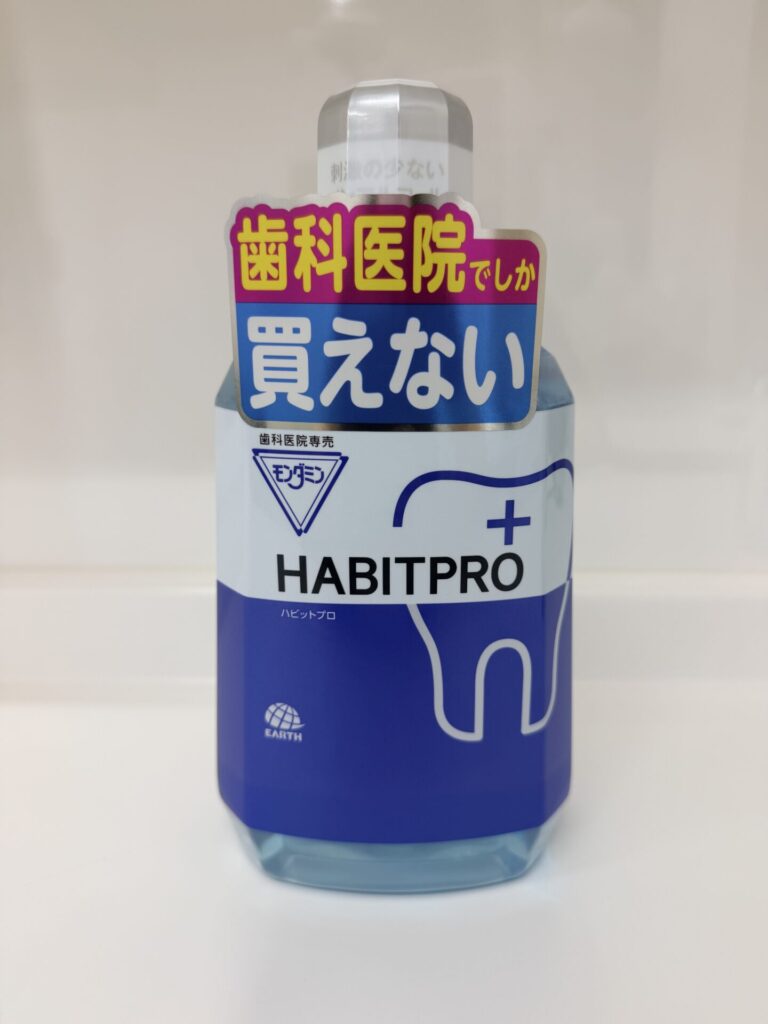 刺激の少ない
歯科医院でしか
買えない
歯科医院専売
モンダミン
HABITPRO
ハビットプロ
EARTH